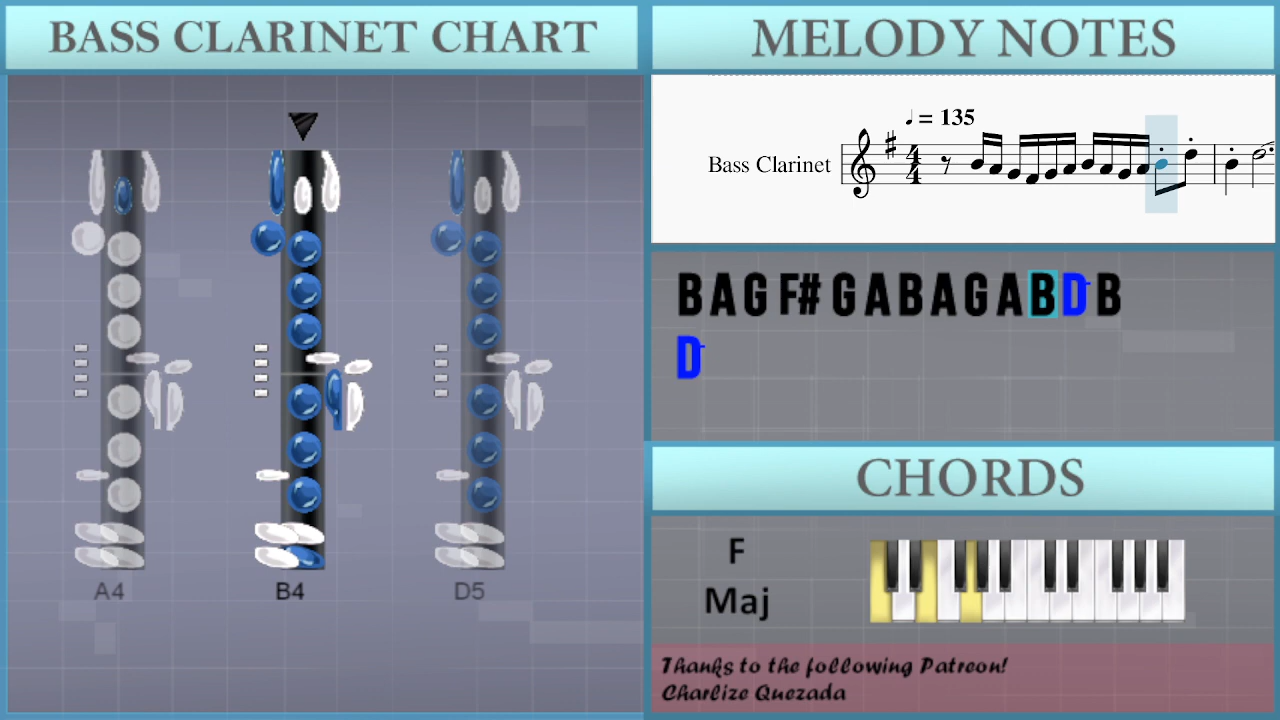 BASS CLARINET CHART
MELODY NOTES
♩ = 135
Bass Clarinet
4
4
B A G F# G A B A G A B D B
D
A4
B4
D5
CHORDS
F
Maj
Thanks to the following Patreon!
Charlize Quezada